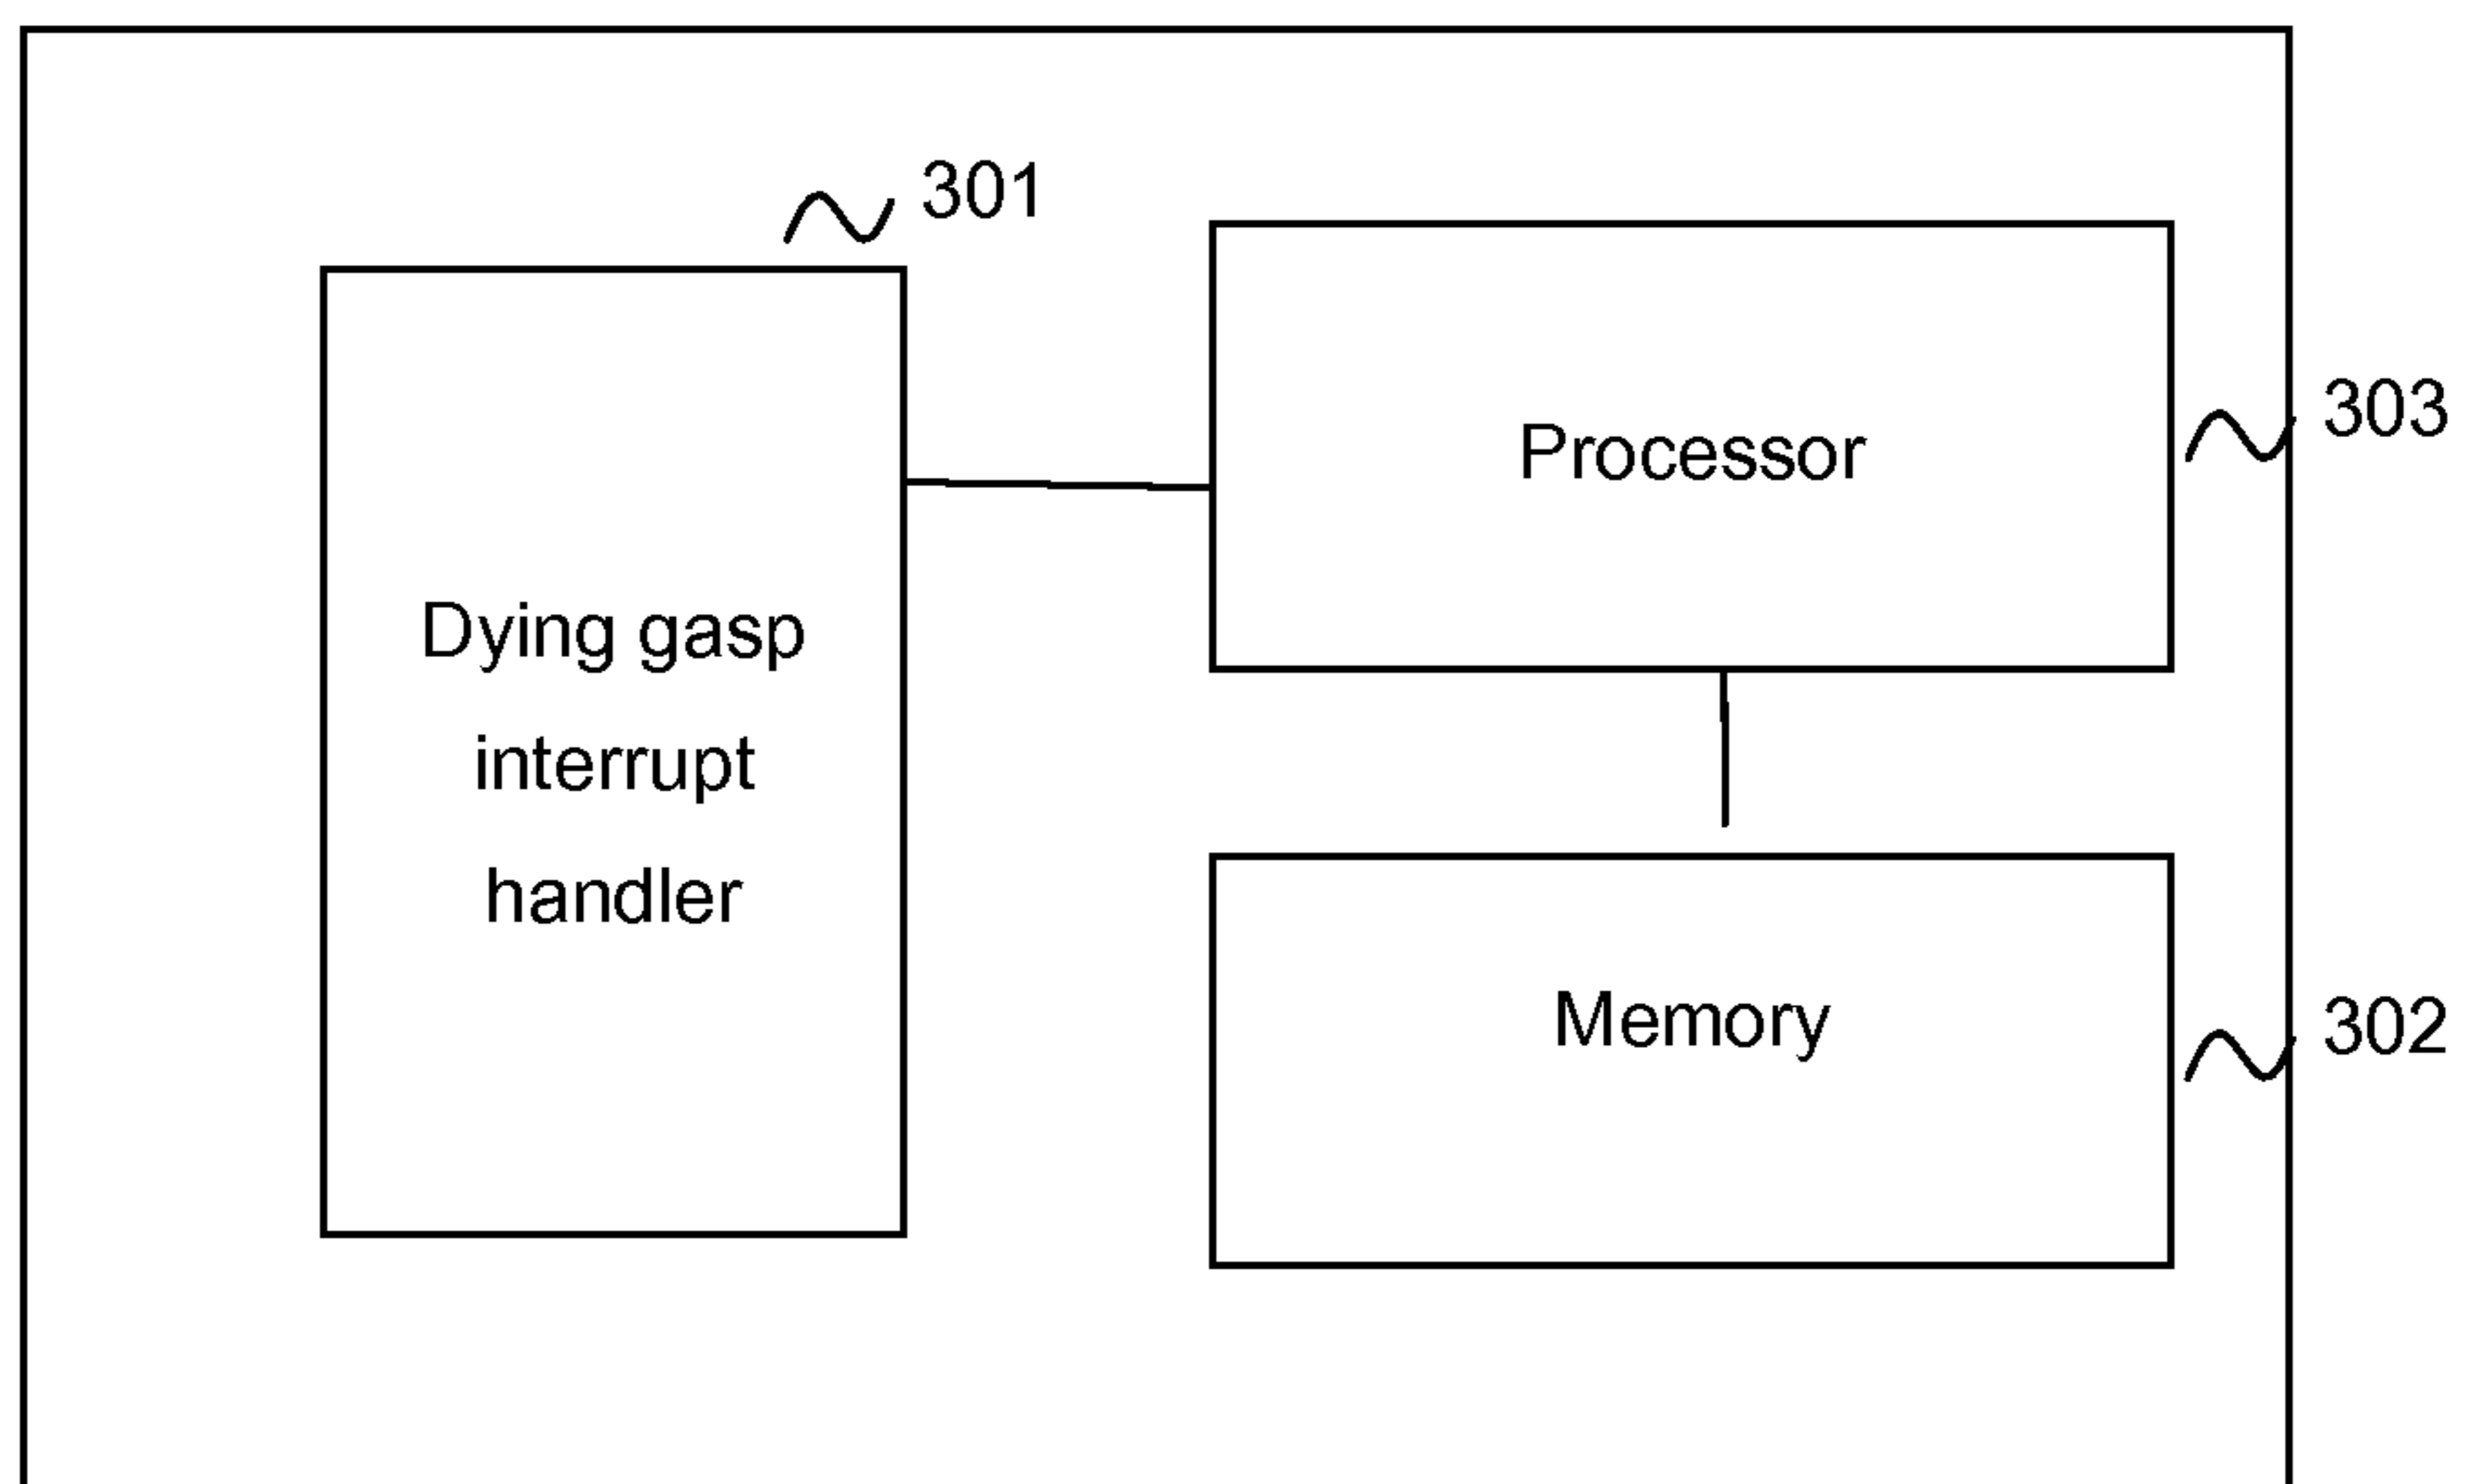 301
Processor
303
Dying gasp
interrupt
handler
Memory
302